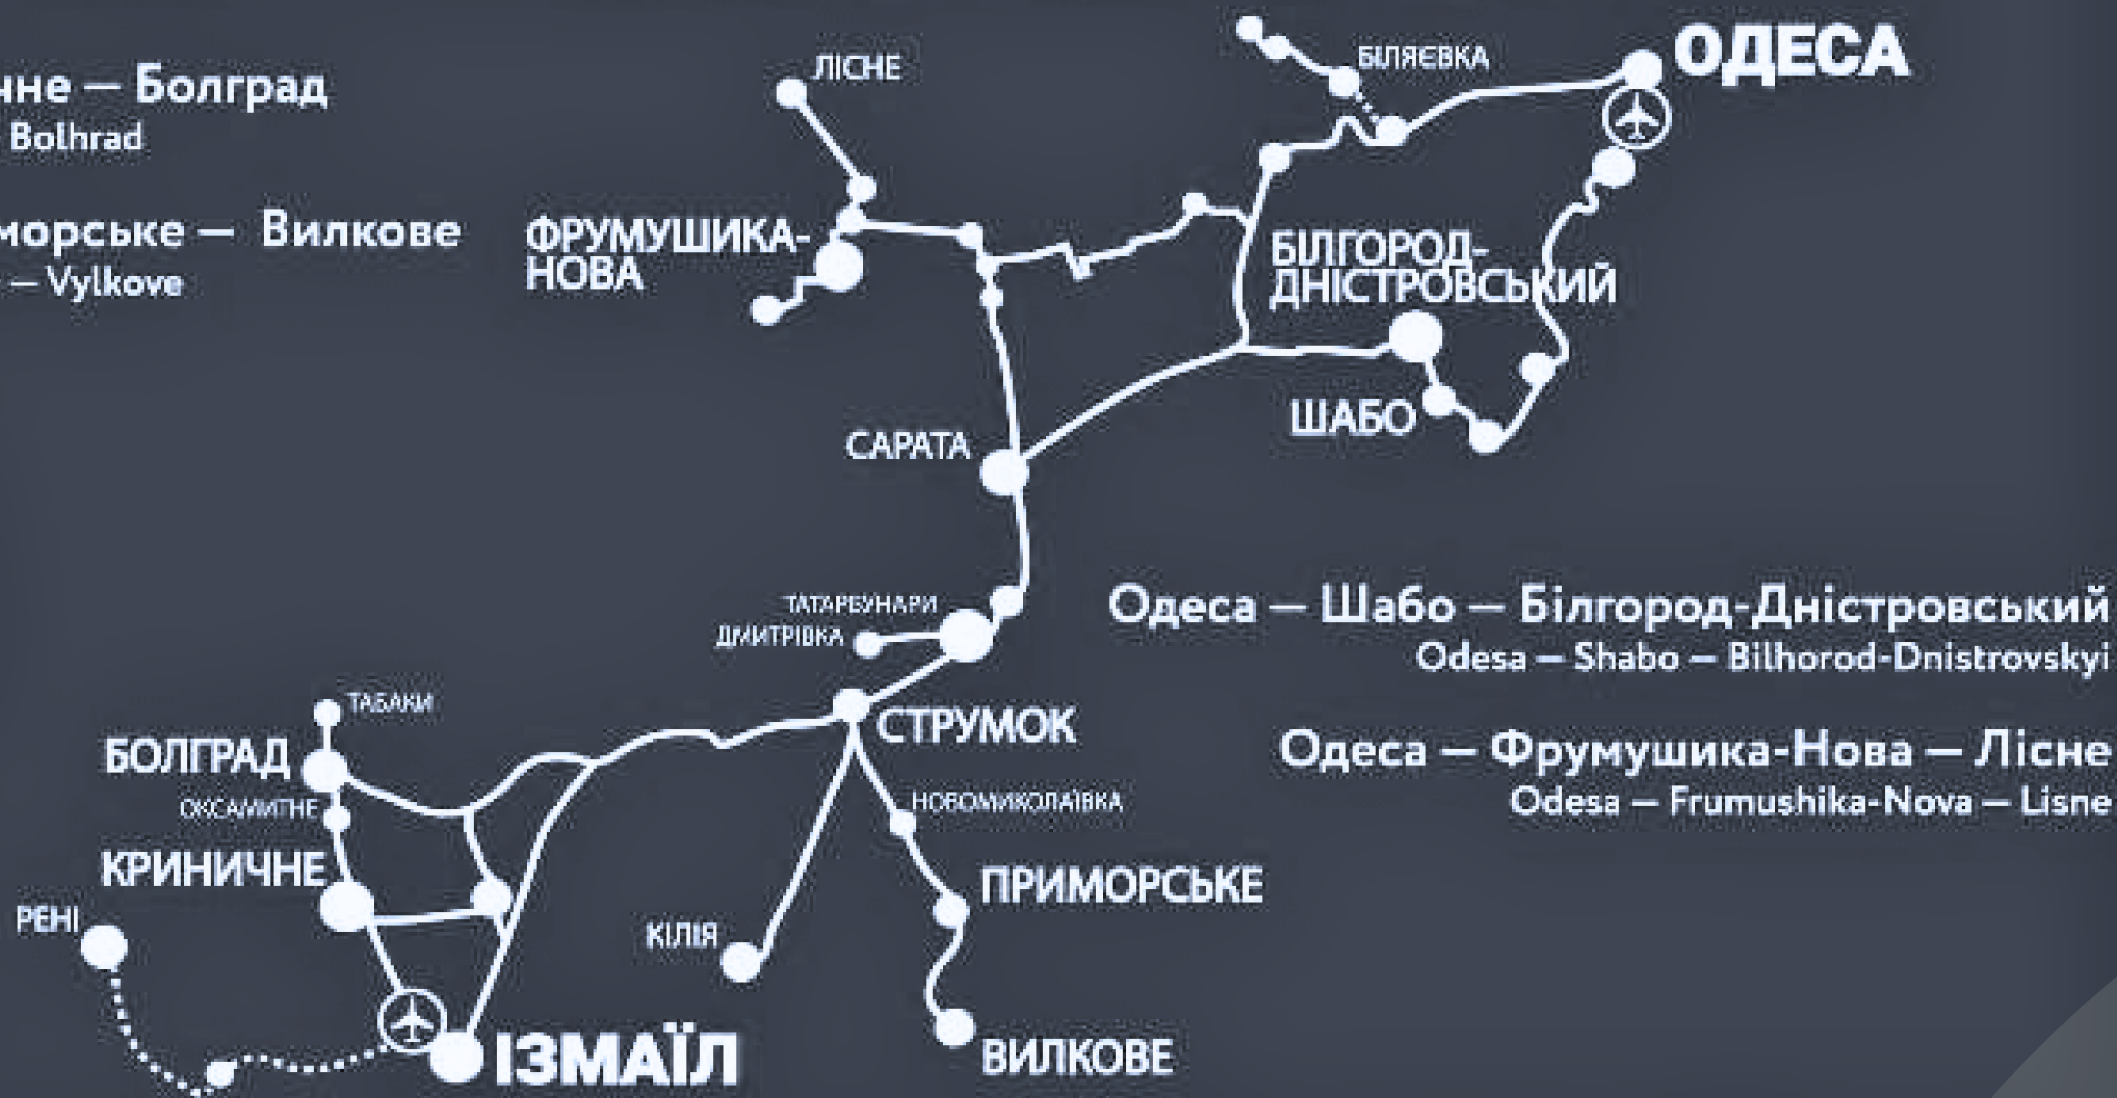 чне — Болград
Bolhrad
морське — Вилкове
— Vylkove
ЛІСНЕ
БІЛЯЄВКА
ОДЕСА
ФРУМУШИКА-
НОВА
БІЛГОРОД-
ДНІСТРОВСЬКИЙ
ШАБО
САРАТА
ТАТАРБУНАРИ
ДМИТРІВКА
Одеса — Шабо — Білгород-Дністровський
Odesa — Shabo — Bilhorod-Dnistrovskyi
Одеса — Фрумушика-Нова — Лісне
Odesa — Frumushika-Nova — Lisne
ТАБАКИ
БОЛГРАД
СТРУМОК
ОКСАМИТНЕ
НОВОМИКОЛАЇВКА
КРИНИЧНЕ
ПРИМОРСЬКЕ
РЕНІ
КІЛІЯ
ІЗМАЇЛ
ВИЛКОВЕ